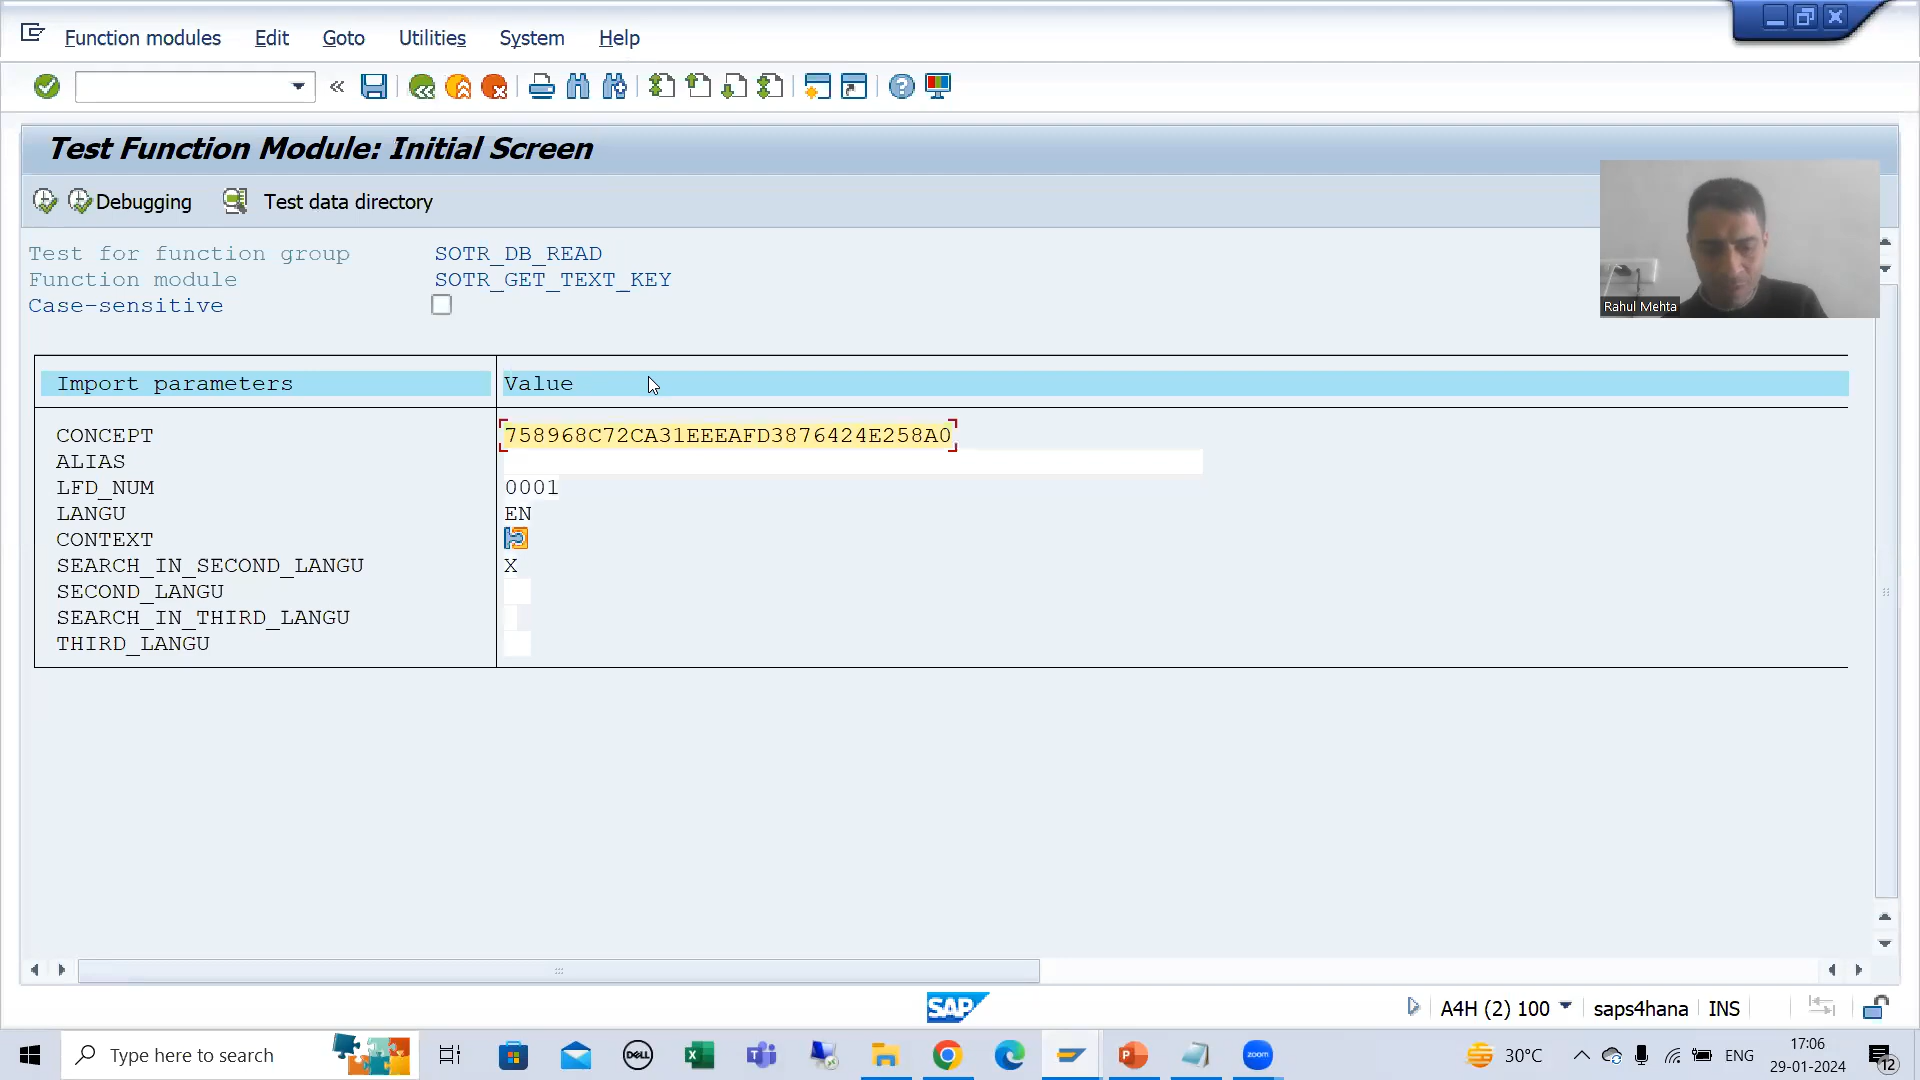 Function modules Edit Goto Utilities System Help
Test Function Module: Initial Screen
Debugging Test data directory
Test for function group SOTR_DB_READ
Function module SOTR_GET_TEXT_KEY
Case-sensitive
Rahul Mehta
Import parameters Value
CONCEPT 758968C72CA31EEEAFD3876424E258A0
ALIAS
LFD_NUM 0001
LANGU EN
CONTEXT
SEARCH_IN_SECOND_LANGU X
SECOND_LANGU
SEARCH_IN_THIRD_LANGU
THIRD_LANGU
SAP A4H (2) 100 saps4hana INS
Type here to search DELL zoom 30°C ENG 17:06
29-01-2024 12